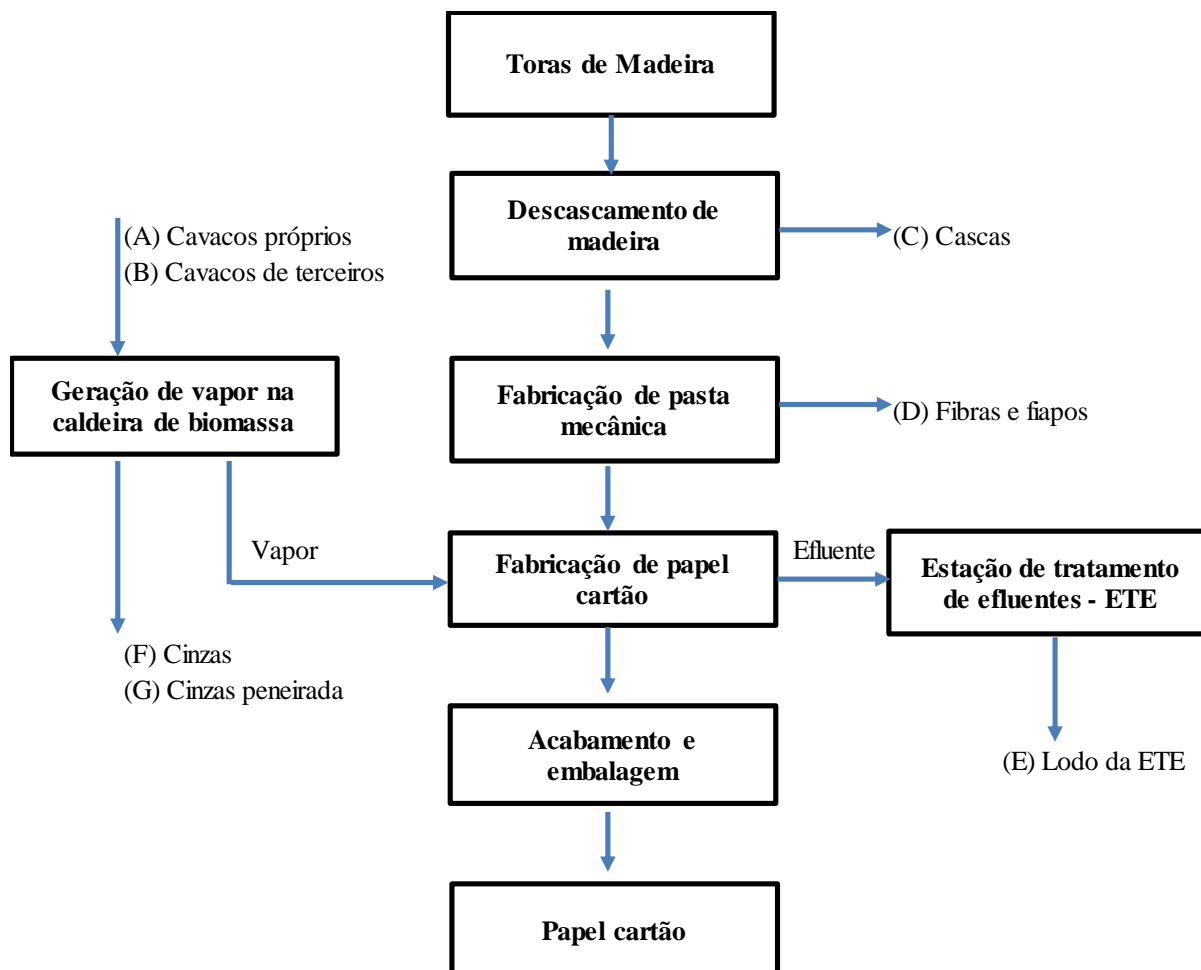 Toras de Madeira
Descascamento de
madeira
(A) Cavacos próprios
(B) Cavacos de terceiros
(C) Cascas
Geração de vapor na
caldeira de biomassa
Fabricação de pasta
mecânica
(D) Fibras e fiapos
Vapor
Fabricação de papel
cartão
Efluente
Estação de tratamento
de efluentes - ETE
(F) Cinzas
(G) Cinzas peneirada
Acabamento e
embalagem
(E) Lodo da ETE
Papel cartão